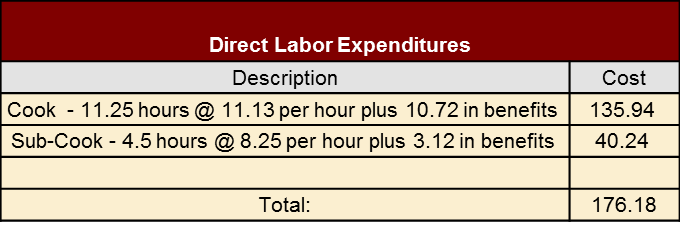 Direct Labor Expenditures
Description Cost
Cook - 11.25 hours @ 11.13 per hour plus 10.72 in benefits 135.94
Sub-Cook - 4.5 hours @ 8.25 per hour plus 3.12 in benefits 40.24
Total: 176.18